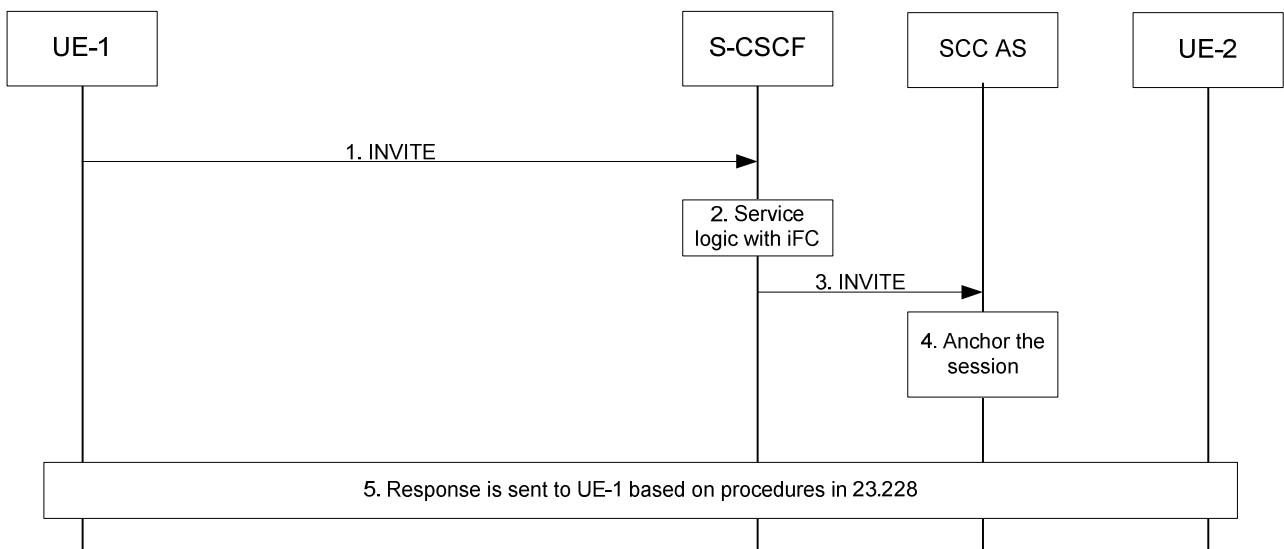 UE-1
S-CSCF
SCC AS
UE-2
1. INVITE
2. Service
logic with iFC
3. INVITE
4. Anchor the
session
5. Response is sent to UE-1 based on procedures in 23.228